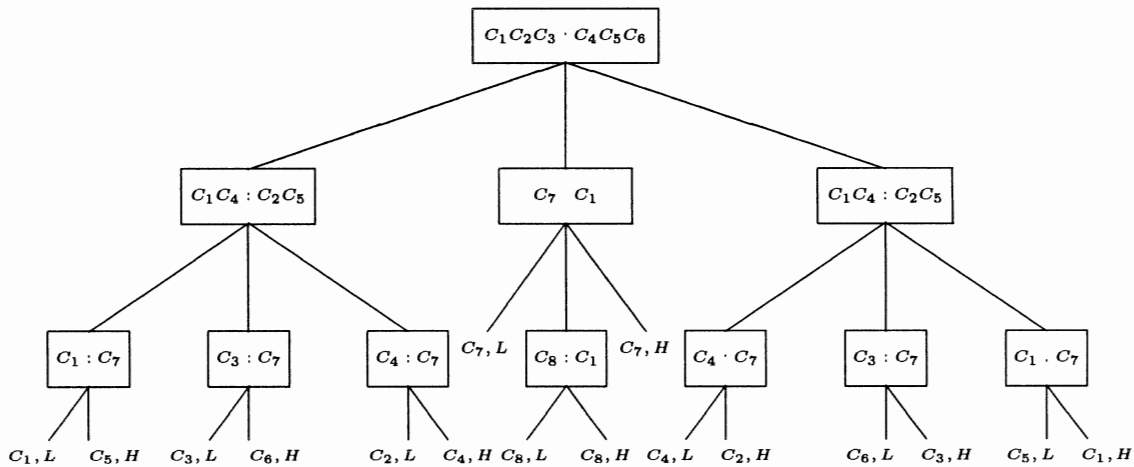 C₁C₂C₃ · C₄C₅C₆
C₁C₄ : C₂C₅
C₇ C₁
C₁C₄ : C₂C₅
C₁ : C₇
C₃ : C₇
C₄ : C₇
C₇, L
C₈ : C₁
C₇, H
C₄ · C₇
C₃ : C₇
C₁ . C₇
C₁, L
C₅, H
C₃, L
C₆, H
C₂, L
C₄, H
C₈, L
C₈, H
C₄, L
C₂, H
C₆, L
C₃, H
C₅, L
C₁, H